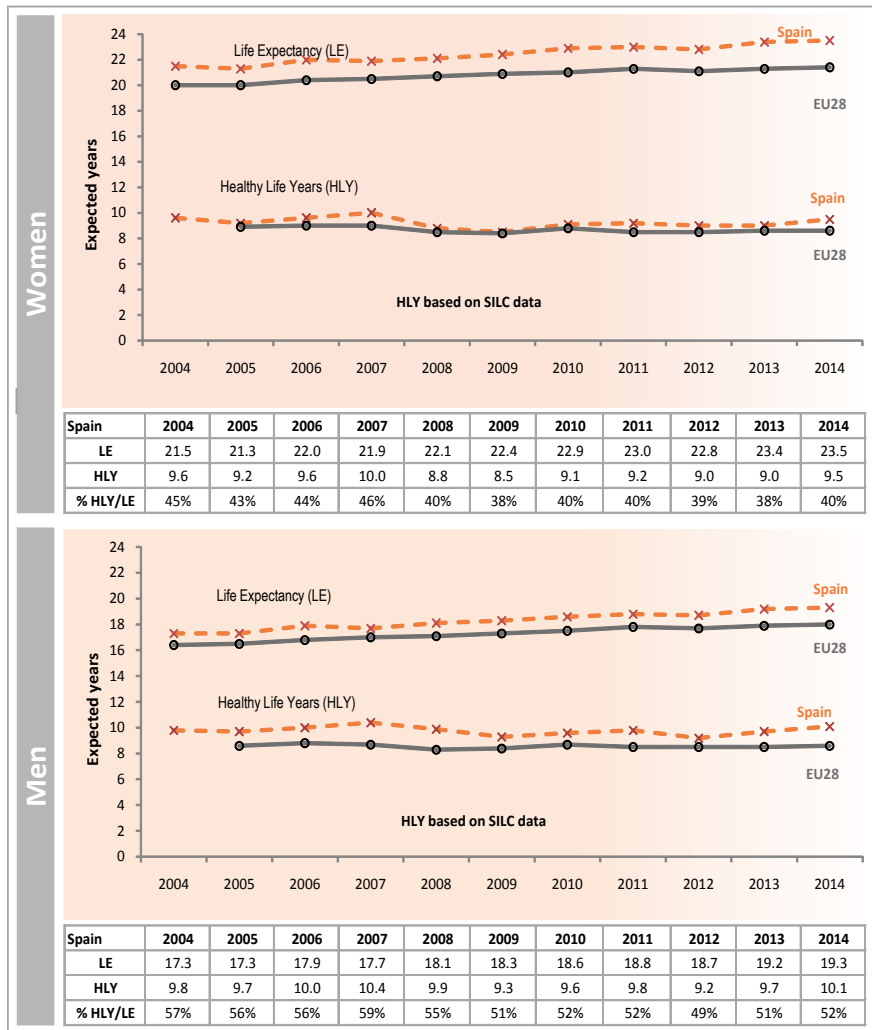 Women
24
22
20
18
16
14
12
10
8
6
4
2
0
Expected years
Life Expectancy (LE)
Spain
EU28
Healthy Life Years (HLY)
Spain
EU28
HLY based on SILC data
2004 2005 2006 2007 2008 2009 2010 2011 2012 2013 2014
Spain 2004 2005 2006 2007 2008 2009 2010 2011 2012 2013 2014
LE 21.5 21.3 22.0 21.9 22.1 22.4 22.9 23.0 22.8 23.4 23.5
HLY 9.6 9.2 9.6 10.0 8.8 8.5 9.1 9.2 9.0 9.0 9.5
% HLY/LE 45% 43% 44% 46% 40% 38% 40% 40% 39% 38% 40%
Men
24
22
20
18
16
14
12
10
8
6
4
2
0
Expected years
Life Expectancy (LE)
Spain
EU28
Healthy Life Years (HLY)
Spain
EU28
HLY based on SILC data
2004 2005 2006 2007 2008 2009 2010 2011 2012 2013 2014
Spain 2004 2005 2006 2007 2008 2009 2010 2011 2012 2013 2014
LE 17.3 17.3 17.9 17.7 18.1 18.3 18.6 18.8 18.7 19.2 19.3
HLY 9.8 9.7 10.0 10.4 9.9 9.3 9.6 9.8 9.2 9.7 10.1
% HLY/LE 57% 56% 56% 59% 55% 51% 52% 52% 49% 51% 52%